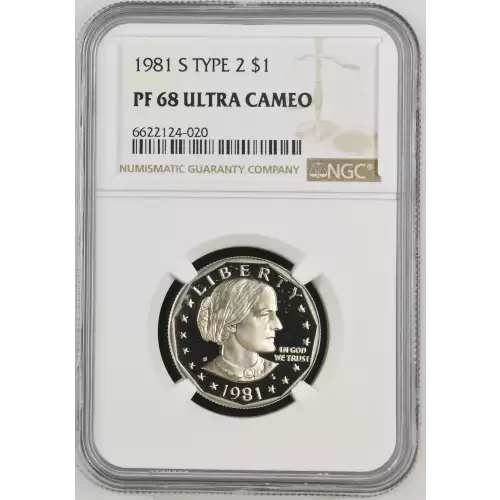 1981 S TYPE 2 $1
PF 68 ULTRA CAMEO
6622124-020
NUMISMATIC GUARANTY COMPANY
NGC®
LIBERTY
IN GOD
WE TRUST
S
1981